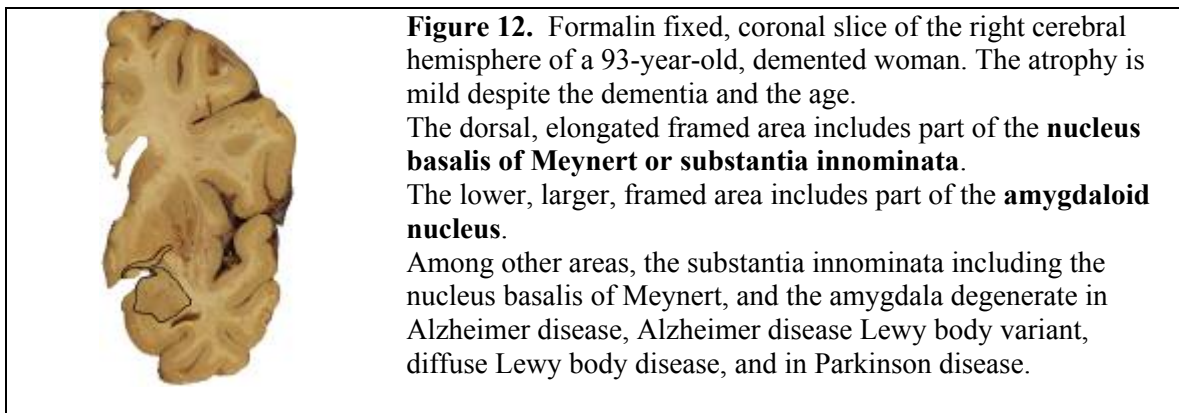 Figure 12.  Formalin fixed, coronal slice of the right cerebral
hemisphere of a 93-year-old, demented woman. The atrophy is
mild despite the dementia and the age.
The dorsal, elongated framed area includes part of the nucleus
basalis of Meynert or substantia innominata.
The lower, larger, framed area includes part of the amygdaloid
nucleus.
Among other areas, the substantia innominata including the
nucleus basalis of Meynert, and the amygdala degenerate in
Alzheimer disease, Alzheimer disease Lewy body variant,
diffuse Lewy body disease, and in Parkinson disease.